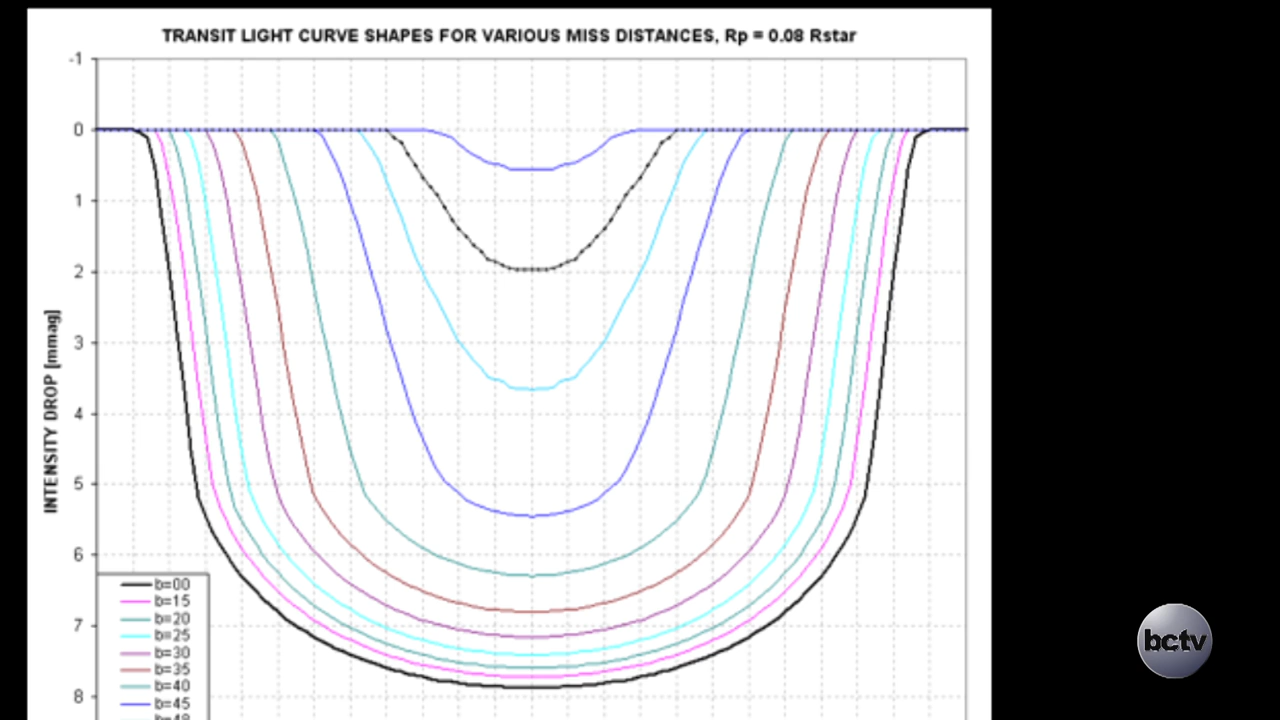 TRANSIT LIGHT CURVE SHAPES FOR VARIOUS MISS DISTANCES, Rp = 0.08 Rstar
-1
0
1
2
3
4
5
6
7
8
INTENSITY DROP [mmag]
b=00
b=15
b=20
b=25
b=30
b=35
b=40
b=45
b=48
bctv